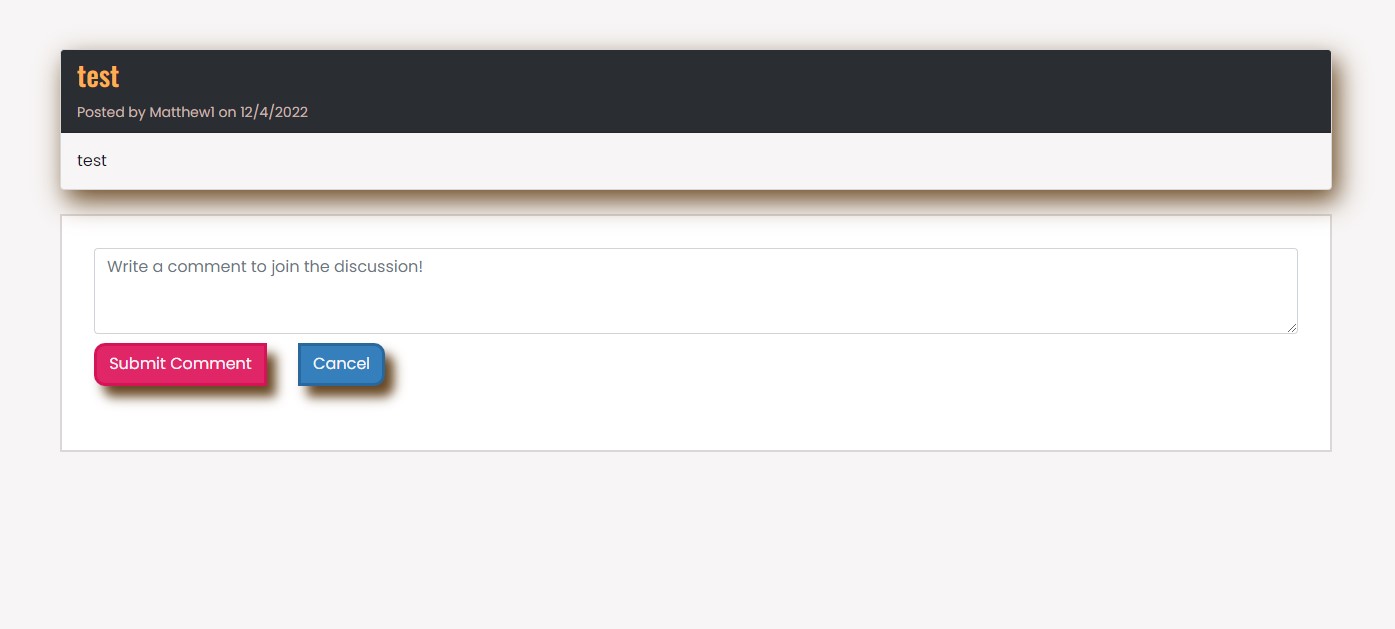 test
Posted by Matthew1 on 12/4/2022
test
Write a comment to join the discussion!
Submit Comment Cancel